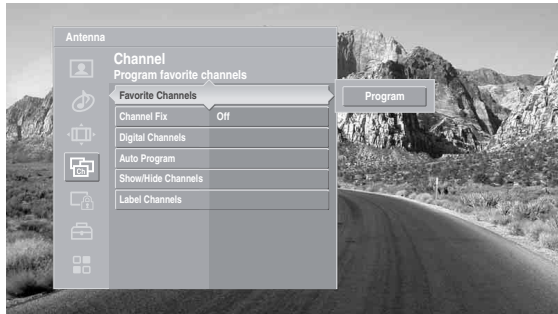 Antenna
Channel
Program favorite channels
Favorite Channels
Program
Channel Fix Off
Digital Channels
Auto Program
Ch
Show/Hide Channels
Label Channels